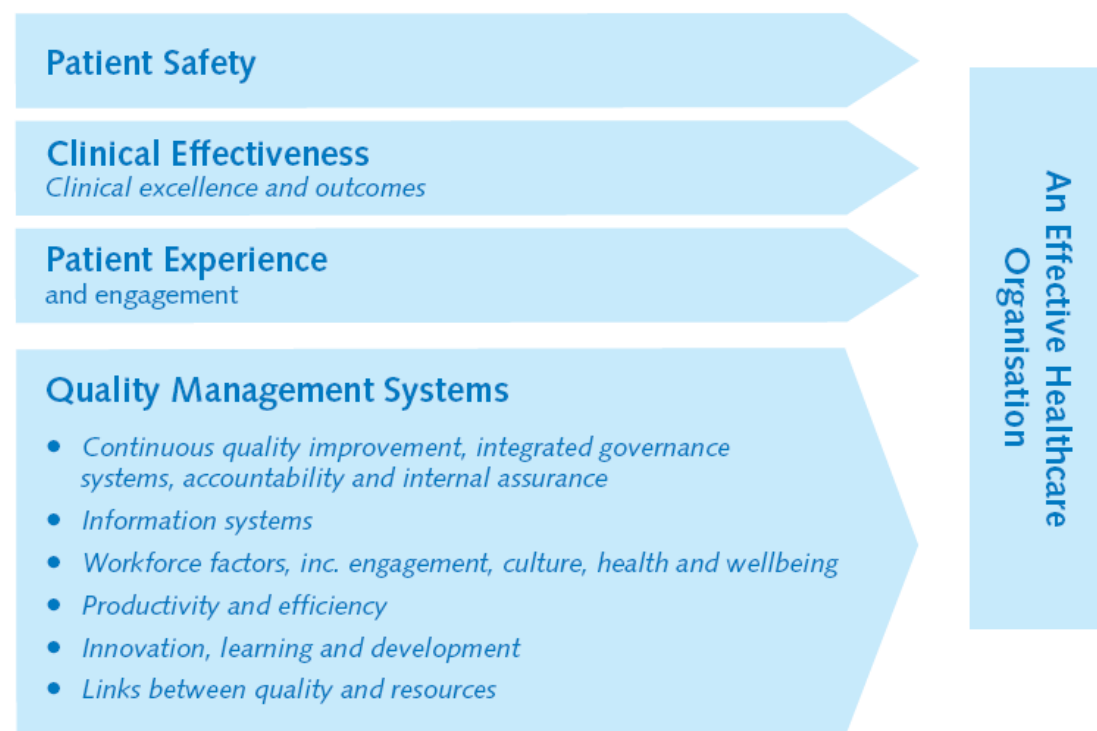 Patient Safety
Clinical Effectiveness
Clinical excellence and outcomes
Patient Experience
and engagement
Quality Management Systems
• Continuous quality improvement, integrated governance
systems, accountability and internal assurance
• Information systems
• Workforce factors, inc. engagement, culture, health and wellbeing
• Productivity and efficiency
• Innovation, learning and development
• Links between quality and resources
An Effective Healthcare
Organisation